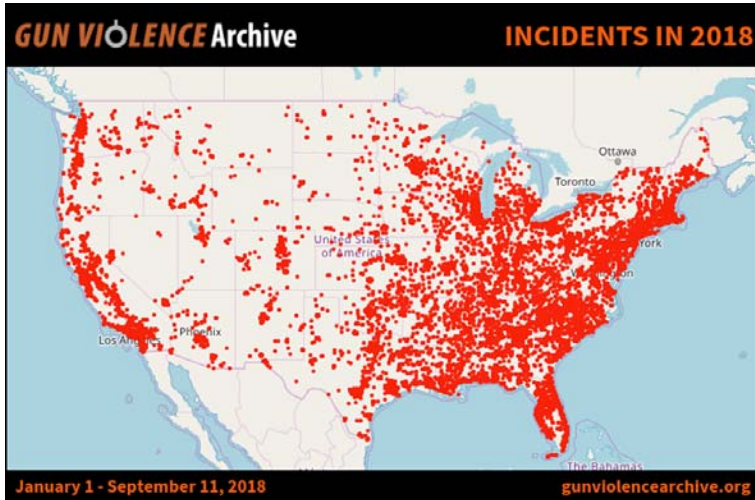 GUN VIOLENCE Archive
INCIDENTS IN 2018
Ottawa
Toronto
United States
of America
York
Washington
Los Angeles
Phoenix
The Bahamas
January 1 - September 11, 2018
gunviolencearchive.org